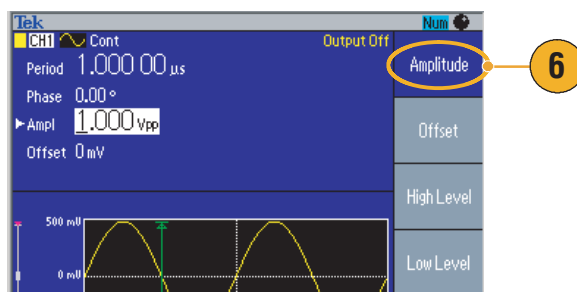 Tek
Num
CH1 Cont Output Off
Period 1.000 00 µs
Phase 0.00 °
Ampl 1.000 Vpp
Offset 0 mV
Amplitude
6
Offset
High Level
Low Level
500 mV
0 mV